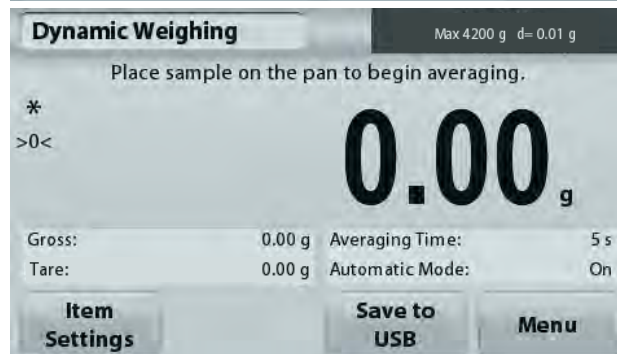 Dynamic Weighing
Max 4200 g d= 0.01 g
Place sample on the pan to begin averaging.
*
>0<
0.00 g
Gross: 0.00 g Averaging Time: 5 s
Tare: 0.00 g Automatic Mode: On
Item
Settings
Save to
USB
Menu